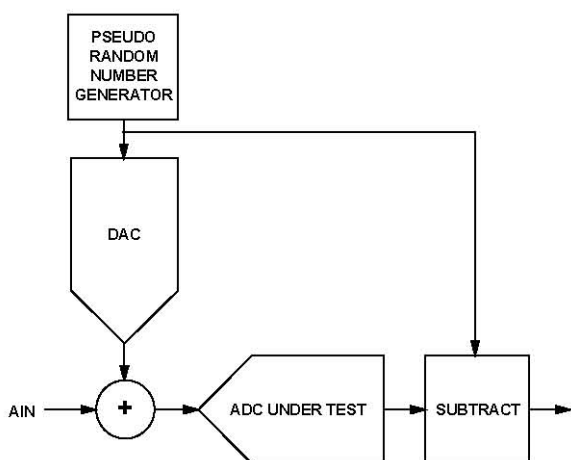 PSEUDO
RANDOM
NUMBER
GENERATOR
DAC
AIN
+
ADC UNDER TEST
SUBTRACT